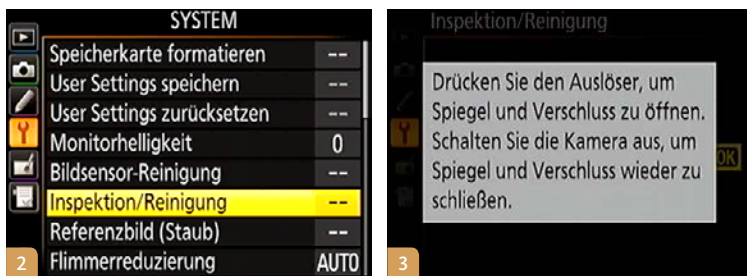 SYSTEM
Speicherkarte formatieren --
User Settings speichern --
User Settings zurücksetzen --
Monitorhelligkeit 0
Bildsensor-Reinigung --
Inspektion/Reinigung --
Referenzbild (Staub) --
Flimmerreduzierung AUTO
2
Inspektion/Reinigung
Drücken Sie den Auslöser, um
Spiegel und Verschluss zu öffnen.
Schalten Sie die Kamera aus, um
Spiegel und Verschluss wieder zu
schließen.
OK
3